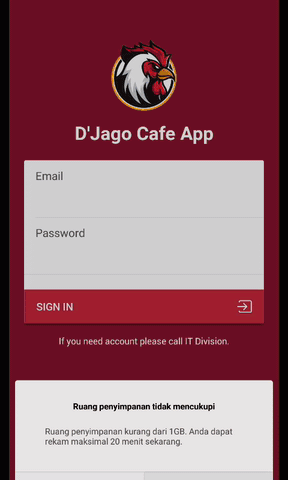 D'Jago Cafe App
Email
Password
SIGN IN
If you need account please call IT Division.
Ruang penyimpanan tidak mencukupi
Ruang penyimpanan kurang dari 1GB. Anda dapat
rekam maksimal 20 menit sekarang.